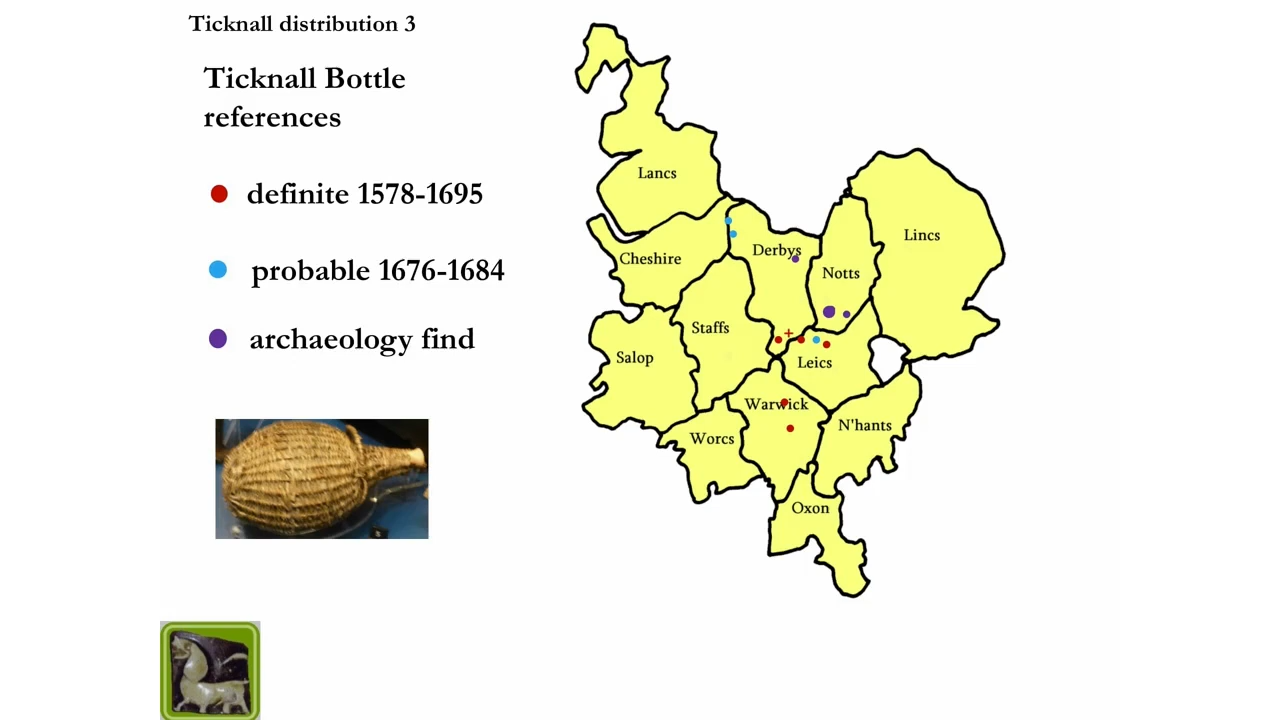 Ticknall distribution 3
Ticknall Bottle
references
definite 1578-1695
probable 1676-1684
archaeology find
Lancs
Lincs
Derbys
Cheshire
Notts
Staffs
Salop
Leics
Warwick
N'hants
Worcs
Oxon